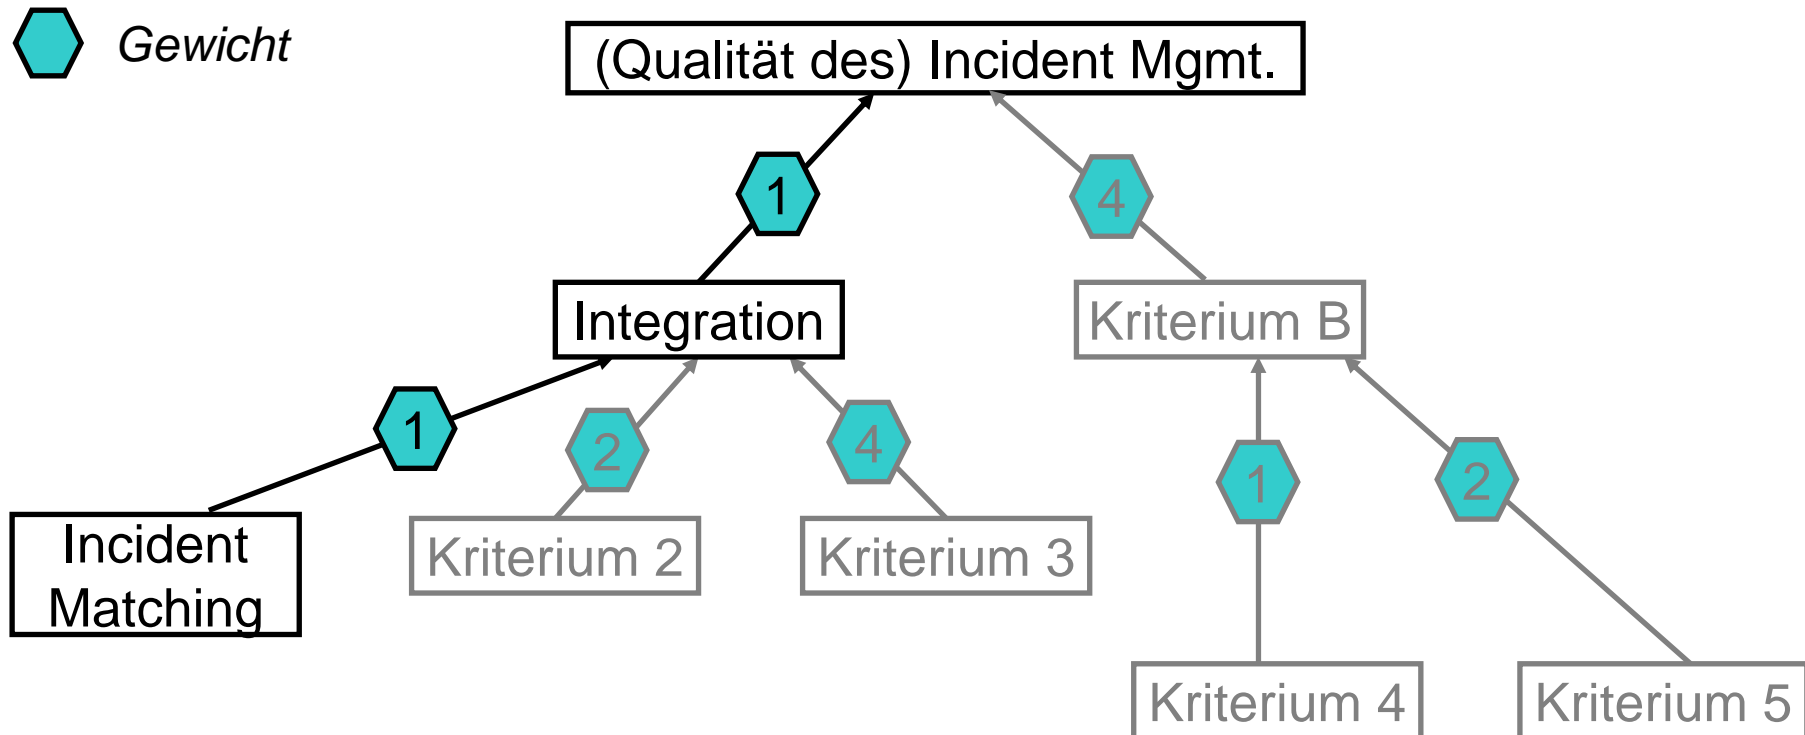 Gewicht
(Qualität des) Incident Mgmt.
1
4
Integration
Kriterium B
1
2
4
1
2
Incident
Matching
Kriterium 2
Kriterium 3
Kriterium 4
Kriterium 5